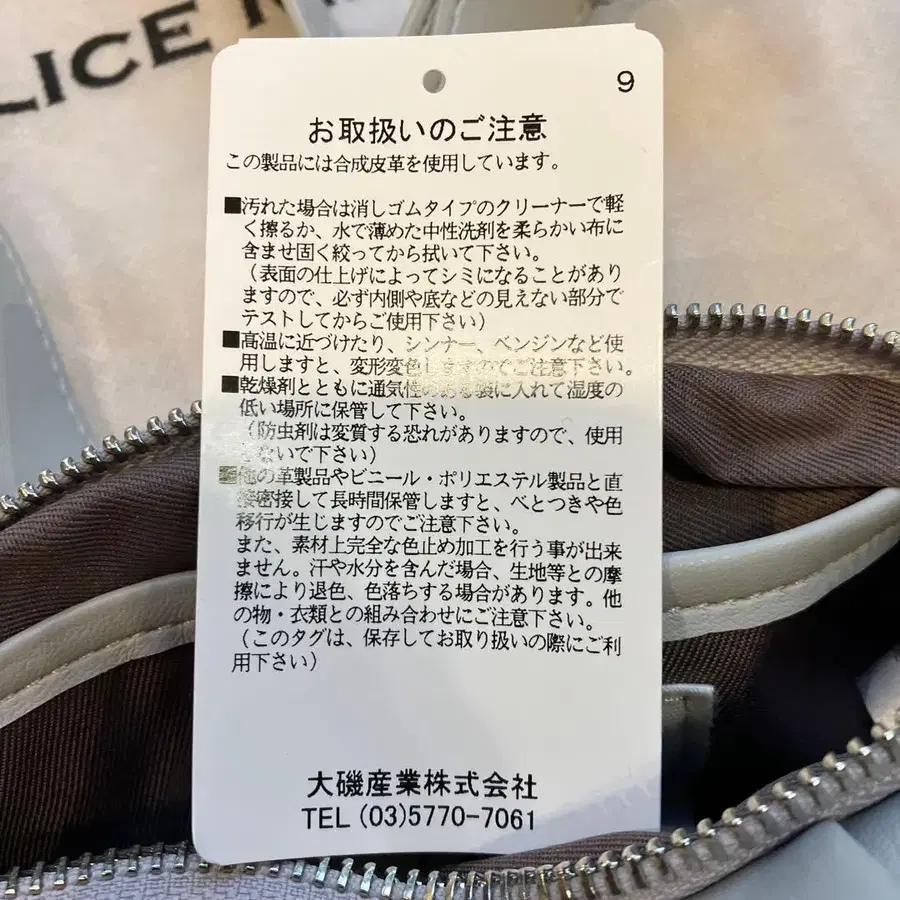 LICE M
9
お取扱いのご注意
この製品には合成皮革を使用しています。
■汚れた場合は消しゴムタイプのクリーナーで軽
く擦るか、水で薄めた中性洗剤を柔らかい布に
含ませ固く絞ってから拭いて下さい。
(表面の仕上げによってシミになることがあり
ますので、必ず内側や底などの見えない部分で
テストしてからご使用下さい)
■高温に近づけたり、シンナー、ベンジンなど使
用しますと、変形変色しますのでご注意下さい。
■乾燥剤とともに通気性のある袋に入れて湿度の
低い場所に保管して下さい。
(防虫剤は変質する恐れがありますので、使用
しないで下さい)
■他の革製品やビニール・ポリエステル製品と直
接密接して長時間保管しますと、べとつきや色
移行が生じますのでご注意下さい。
また、素材上完全な色止め加工を行う事が出来
ません。汗や水分を含んだ場合、生地等との摩
擦により退色、色落ちする場合があります。他
の物・衣類との組み合わせにご注意下さい。
(このタグは、保存してお取り扱いの際にご利
用下さい)
大磯産業株式会社
TEL (03)5770-7061